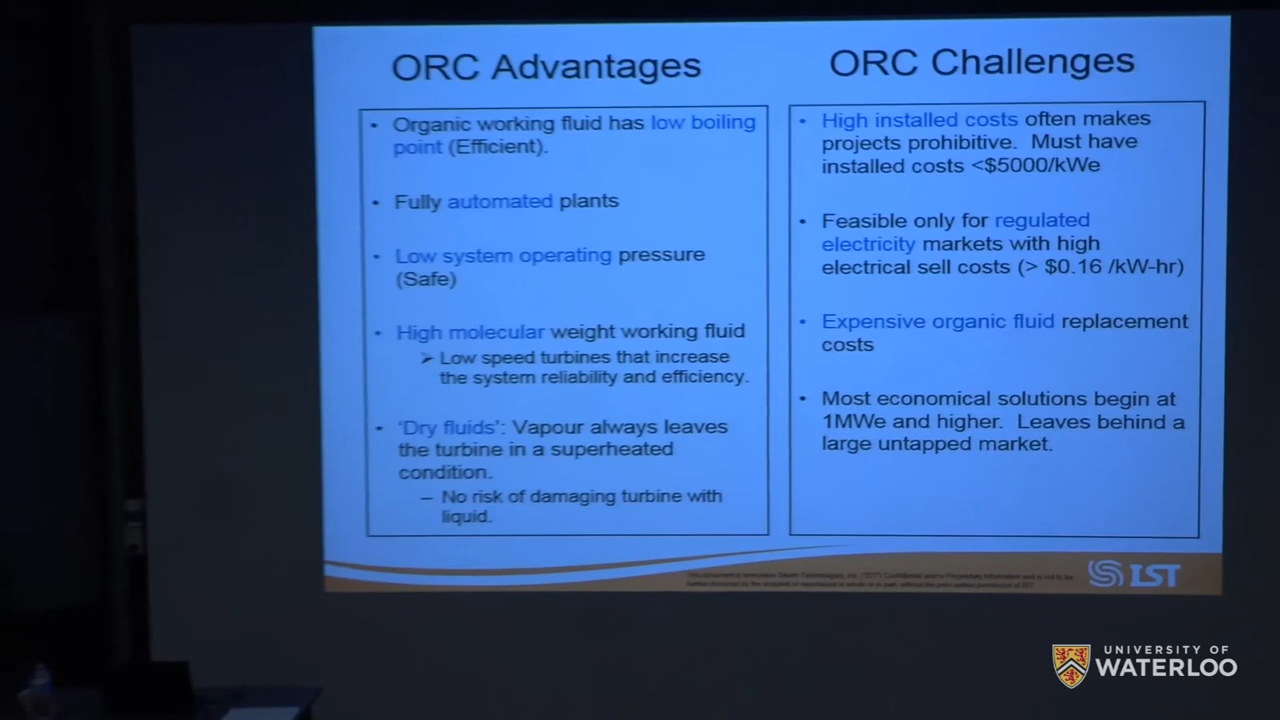 ORC Advantages
• Organic working fluid has low boiling
point (Efficient).
• Fully automated plants
• Low system operating pressure
(Safe)
• High molecular weight working fluid
➢ Low speed turbines that increase
the system reliability and efficiency.
• 'Dry fluids': Vapour always leaves
the turbine in a superheated
condition.
– No risk of damaging turbine with
liquid.
ORC Challenges
• High installed costs often makes
projects prohibitive. Must have
installed costs <$5000/kWe
• Feasible only for regulated
electricity markets with high
electrical sell costs (> $0.16 /kW-hr)
• Expensive organic fluid replacement
costs
• Most economical solutions begin at
1MWe and higher. Leaves behind a
large untapped market.
IST
UNIVERSITY OF
WATERLOO